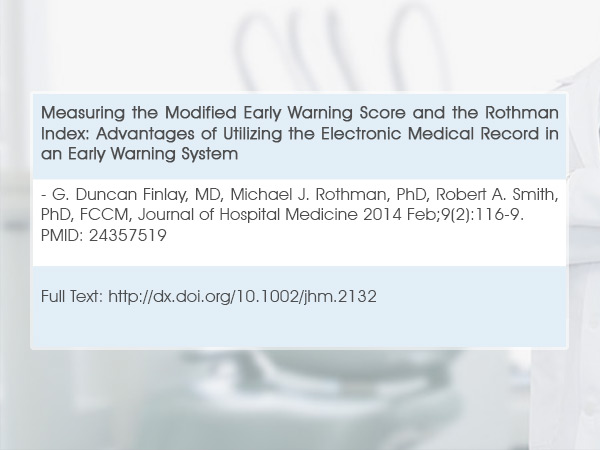 Measuring the Modified Early Warning Score and the Rothman
Index: Advantages of Utilizing the Electronic Medical Record in
an Early Warning System
- G. Duncan Finlay, MD, Michael J. Rothman, PhD, Robert A. Smith,
PhD, FCCM, Journal of Hospital Medicine 2014 Feb;9(2):116-9.
PMID: 24357519
Full Text: http://dx.doi.org/10.1002/jhm.2132